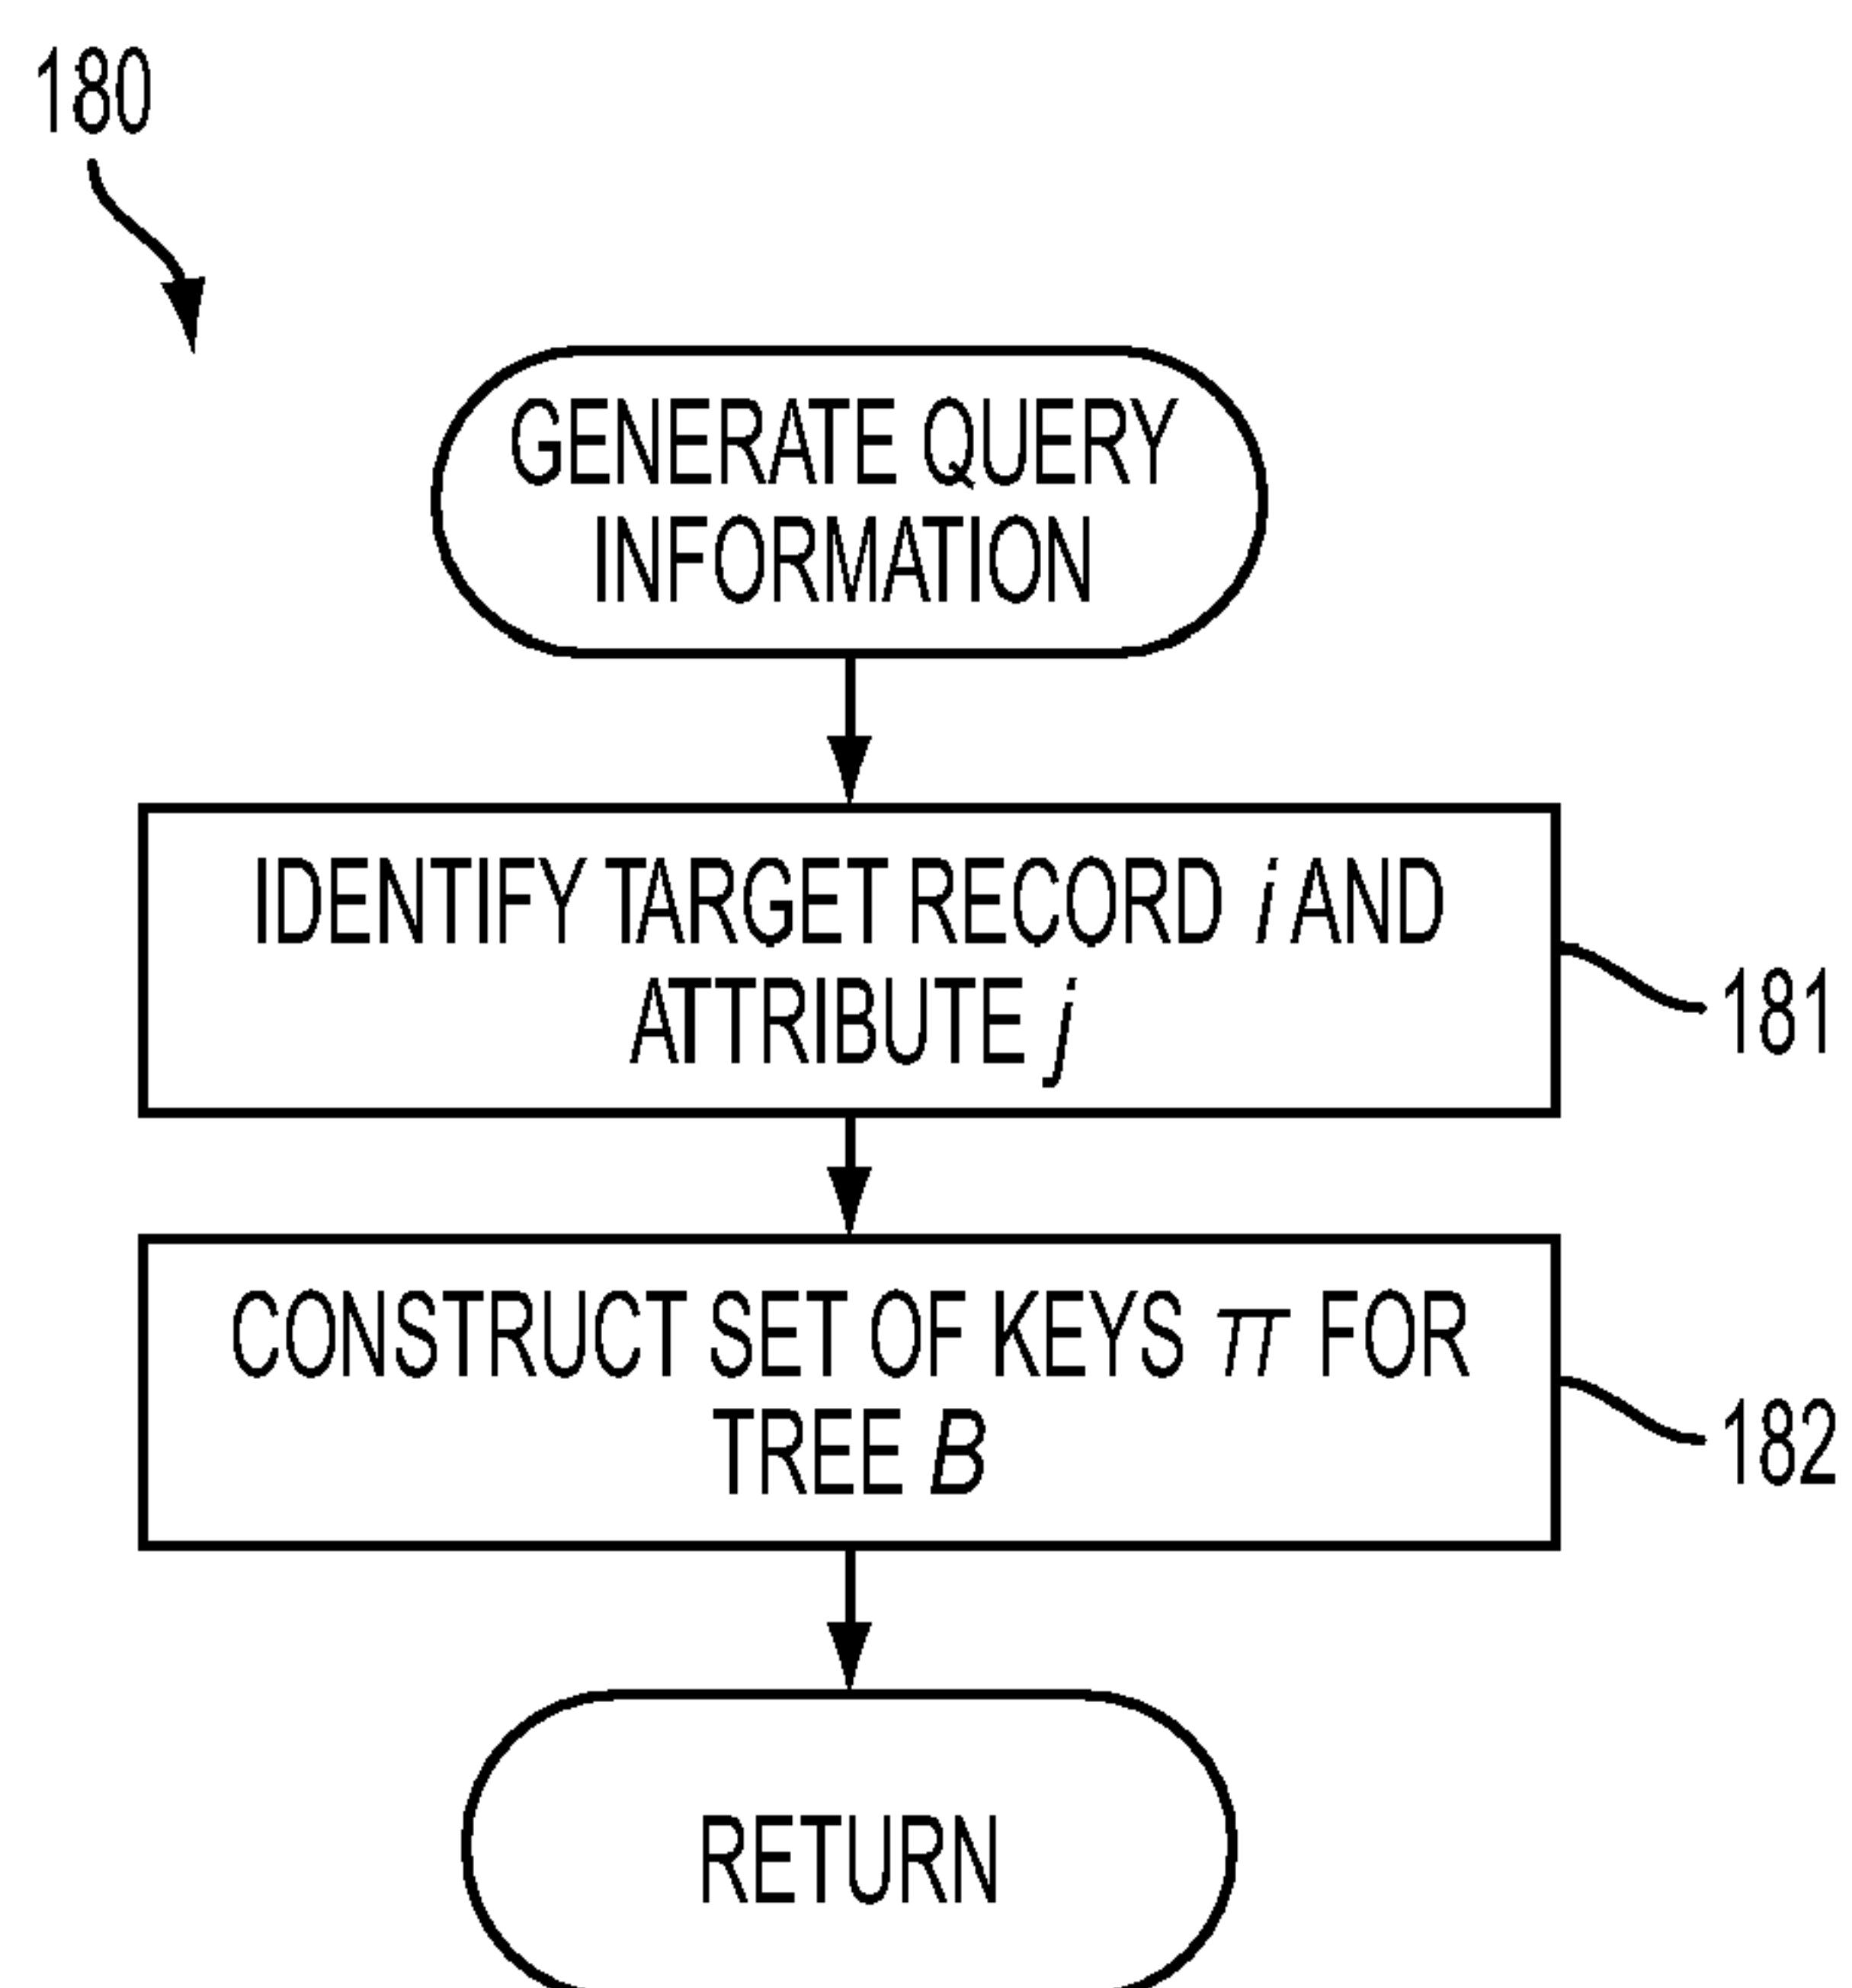 180
GENERATE QUERY
INFORMATION
IDENTIFY TARGET RECORD i AND
ATTRIBUTE j
181
CONSTRUCT SET OF KEYS π FOR
TREE B
182
RETURN